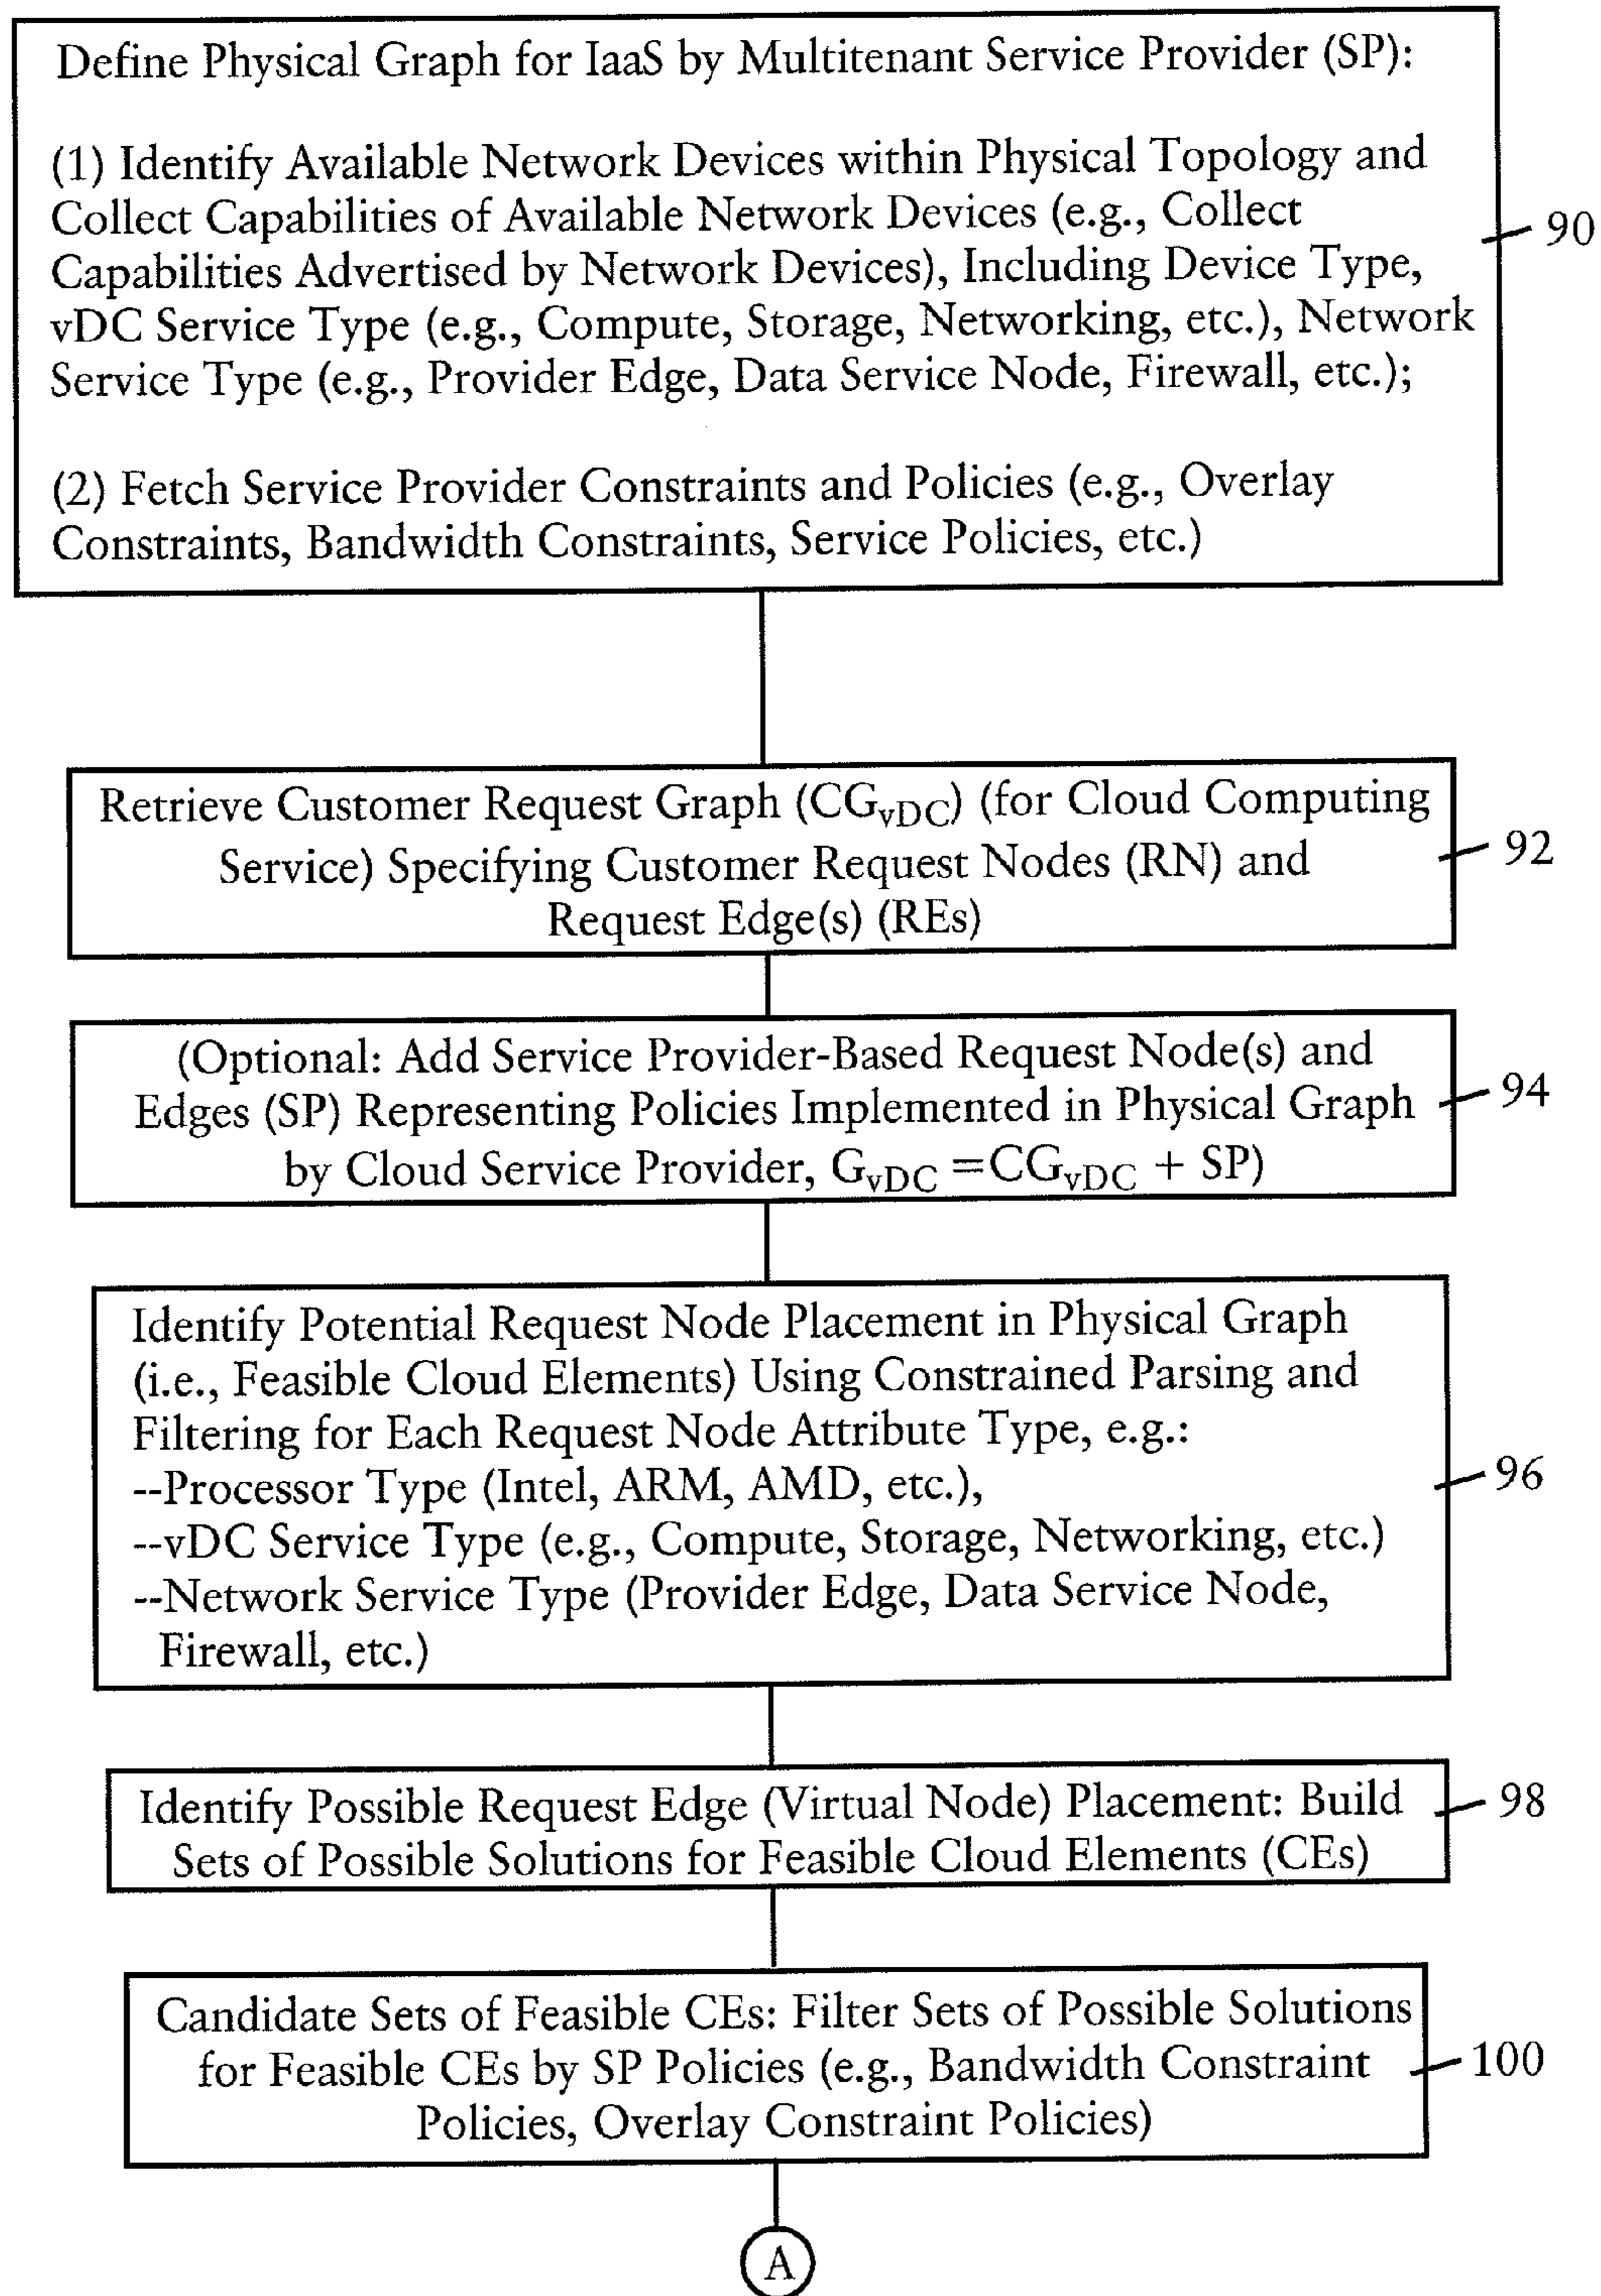 Define Physical Graph for IaaS by Multitenant Service Provider (SP):
(1) Identify Available Network Devices within Physical Topology and
Collect Capabilities of Available Network Devices (e.g., Collect
Capabilities Advertised by Network Devices), Including Device Type,
vDC Service Type (e.g., Compute, Storage, Networking, etc.), Network
Service Type (e.g., Provider Edge, Data Service Node, Firewall, etc.);
(2) Fetch Service Provider Constraints and Policies (e.g., Overlay
Constraints, Bandwidth Constraints, Service Policies, etc.)
90
Retrieve Customer Request Graph (CGvDC) (for Cloud Computing
Service) Specifying Customer Request Nodes (RN) and
Request Edge(s) (REs)
92
(Optional: Add Service Provider-Based Request Node(s) and
Edges (SP) Representing Policies Implemented in Physical Graph
by Cloud Service Provider, GvDC =CGvDC + SP)
94
Identify Potential Request Node Placement in Physical Graph
(i.e., Feasible Cloud Elements) Using Constrained Parsing and
Filtering for Each Request Node Attribute Type, e.g.:
--Processor Type (Intel, ARM, AMD, etc.),
--vDC Service Type (e.g., Compute, Storage, Networking, etc.)
--Network Service Type (Provider Edge, Data Service Node,
Firewall, etc.)
96
Identify Possible Request Edge (Virtual Node) Placement: Build
Sets of Possible Solutions for Feasible Cloud Elements (CEs)
98
Candidate Sets of Feasible CEs: Filter Sets of Possible Solutions
for Feasible CEs by SP Policies (e.g., Bandwidth Constraint
Policies, Overlay Constraint Policies)
100
A